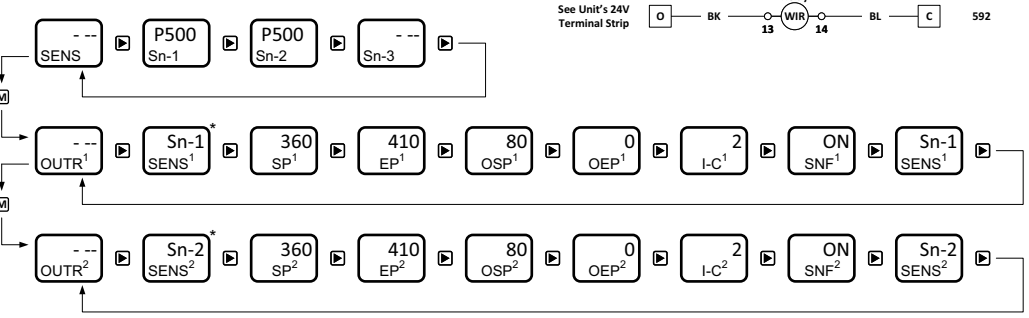 See Unit's 24V
Terminal Strip
O BK WIR BL C 592
13 14
- -- P500 P500 - --
SENS Sn-1 Sn-2 Sn-3
M
- -- Sn-1* 360 410 80 0 2 ON Sn-1
OUTR1 SENS1 SP1 EP1 OSP1 OEP1 I-C1 SNF1 SENS1
M
- -- Sn-2* 360 410 80 0 2 ON Sn-2
OUTR2 SENS2 SP2 EP2 OSP2 OEP2 I-C2 SNF2 SENS2